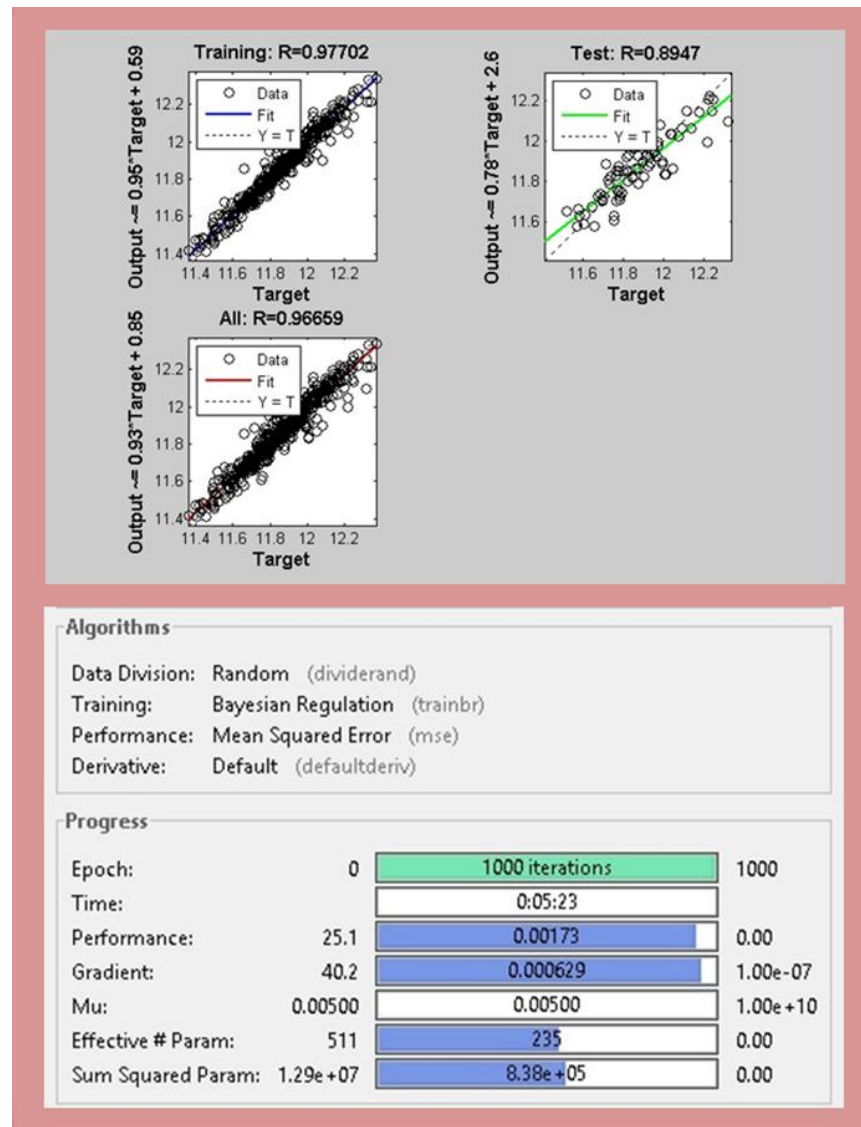 Training: R=0.97702
Output ~= 0.95*Target + 0.59
Data
Fit
Y = T
12.2
12
11.8
11.6
11.4
11.4 11.6 11.8 12 12.2
Target
Test: R=0.8947
Output ~= 0.78*Target + 2.6
Data
Fit
Y = T
12.2
12
11.8
11.6
11.6 11.8 12 12.2
Target
All: R=0.96659
Output ~= 0.93*Target + 0.85
Data
Fit
Y = T
12.2
12
11.8
11.6
11.4
11.4 11.6 11.8 12 12.2
Target
Algorithms
Data Division: Random (dividerand)
Training: Bayesian Regulation (trainbr)
Performance: Mean Squared Error (mse)
Derivative: Default (defaultderiv)
Progress
Epoch: 0 1000 iterations 1000
Time: 0:05:23
Performance: 25.1 0.00173 0.00
Gradient: 40.2 0.000629 1.00e-07
Mu: 0.00500 0.00500 1.00e+10
Effective # Param: 511 235 0.00
Sum Squared Param: 1.29e+07 8.38e+05 0.00